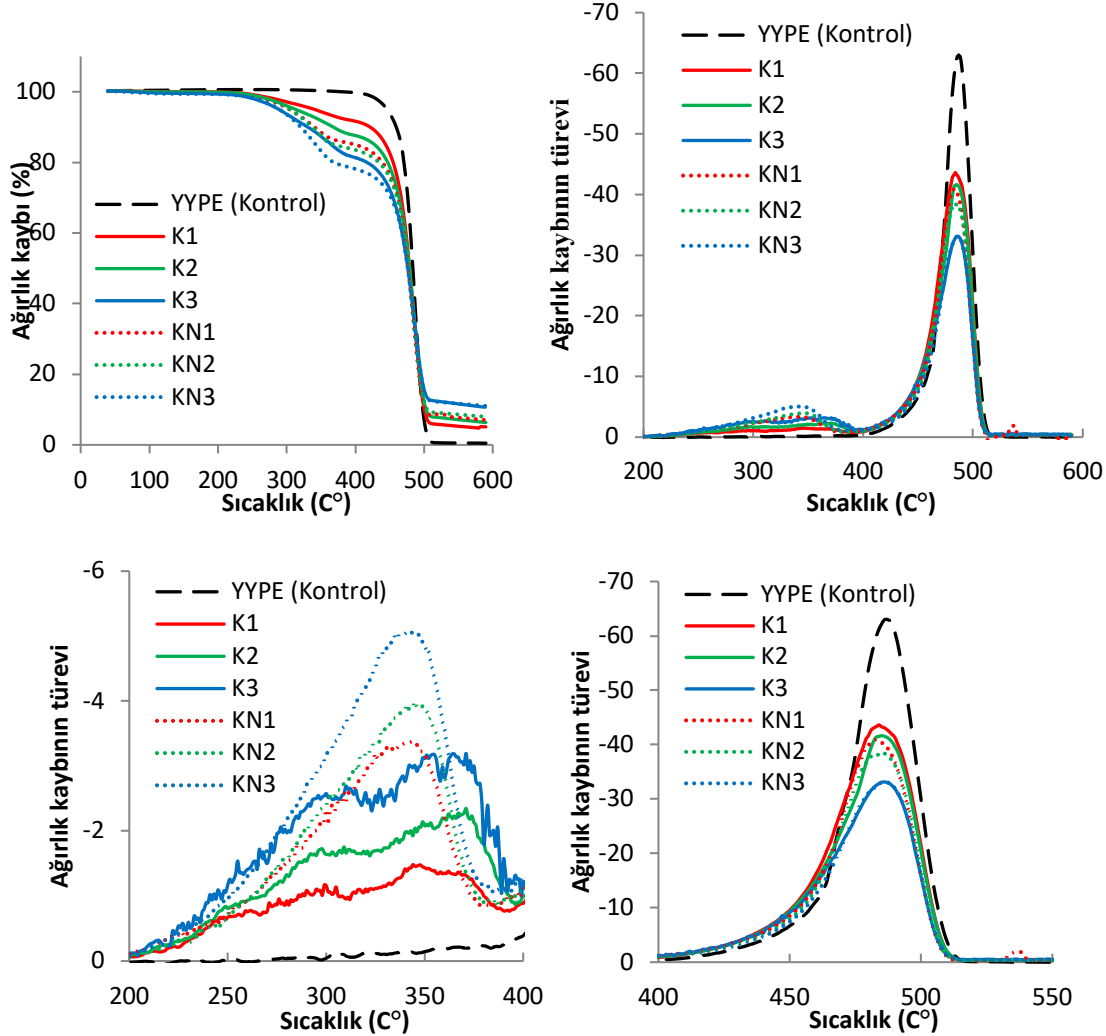 100
80
60
40
20
0
0
100
200
300
400
500
600
Ağırlık kaybı (%)
Sıcaklık (C°)
YYPE (Kontrol)
K1
K2
K3
KN1
KN2
KN3
-70
-60
-50
-40
-30
-20
-10
0
200
300
400
500
600
Ağırlık kaybının türevi
Sıcaklık (C°)
YYPE (Kontrol)
K1
K2
K3
KN1
KN2
KN3
-6
-4
-2
0
200
250
300
350
400
Ağırlık kaybının türevi
Sıcaklık (C°)
YYPE (Kontrol)
K1
K2
K3
KN1
KN2
KN3
-70
-60
-50
-40
-30
-20
-10
0
400
450
500
550
Ağırlık kaybının türevi
Sıcaklık (C°)
YYPE (Kontrol)
K1
K2
K3
KN1
KN2
KN3